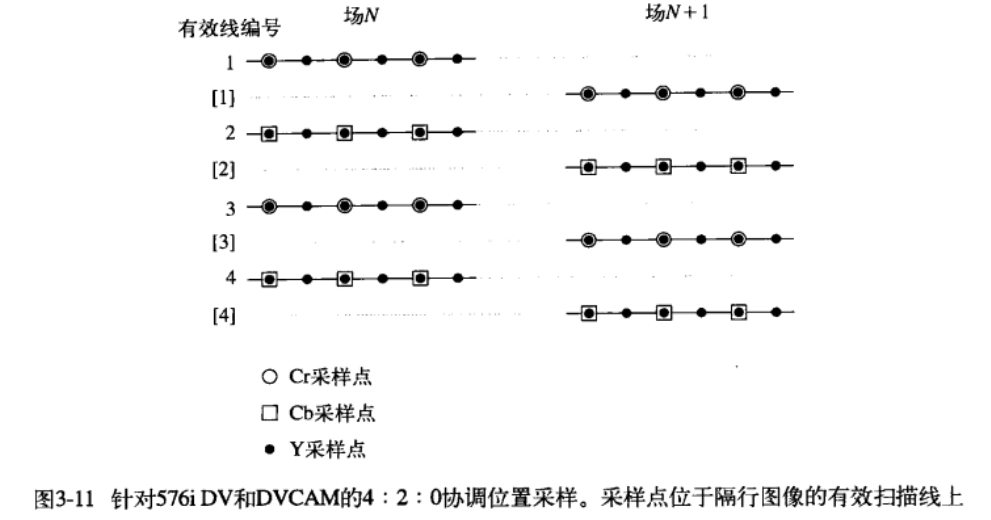 场N 场N+1
有效线编号
1
[1]
2
[2]
3
[3]
4
[4]
Cr采样点
Cb采样点
Y采样点
图3-11 针对576i DV和DVCAM的4：2：0协调位置采样。采样点位于隔行图像的有效扫描线上